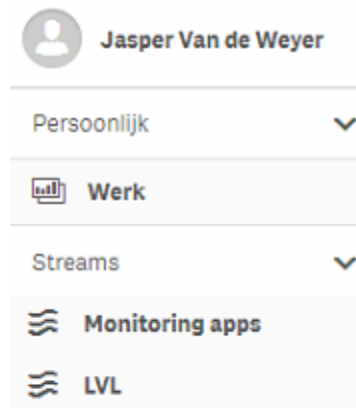 Jasper Van de Weyer
Persoonlijk
Werk
Streams
Monitoring apps
LVL